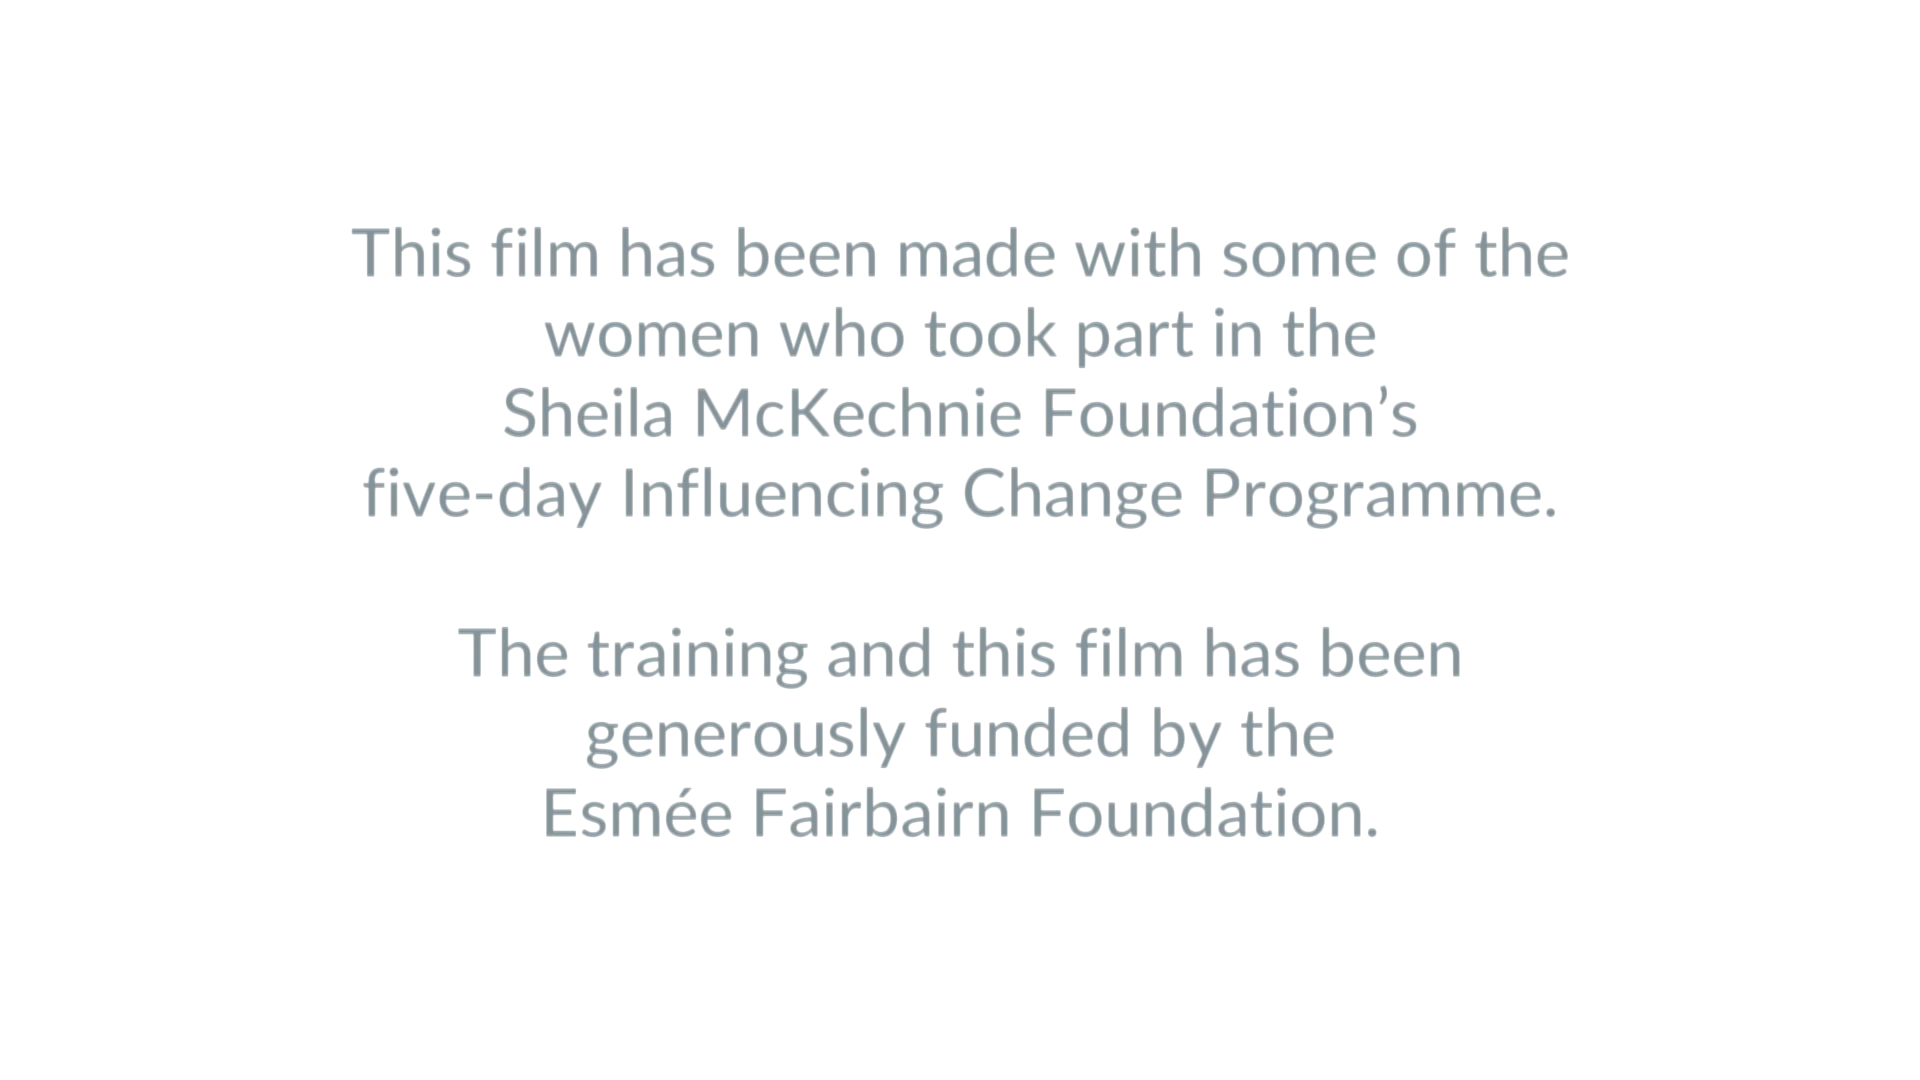 This film has been made with some of the
women who took part in the
Sheila McKechnie Foundation’s
five-day Influencing Change Programme.
The training and this film has been
generously funded by the
Esmée Fairbairn Foundation.